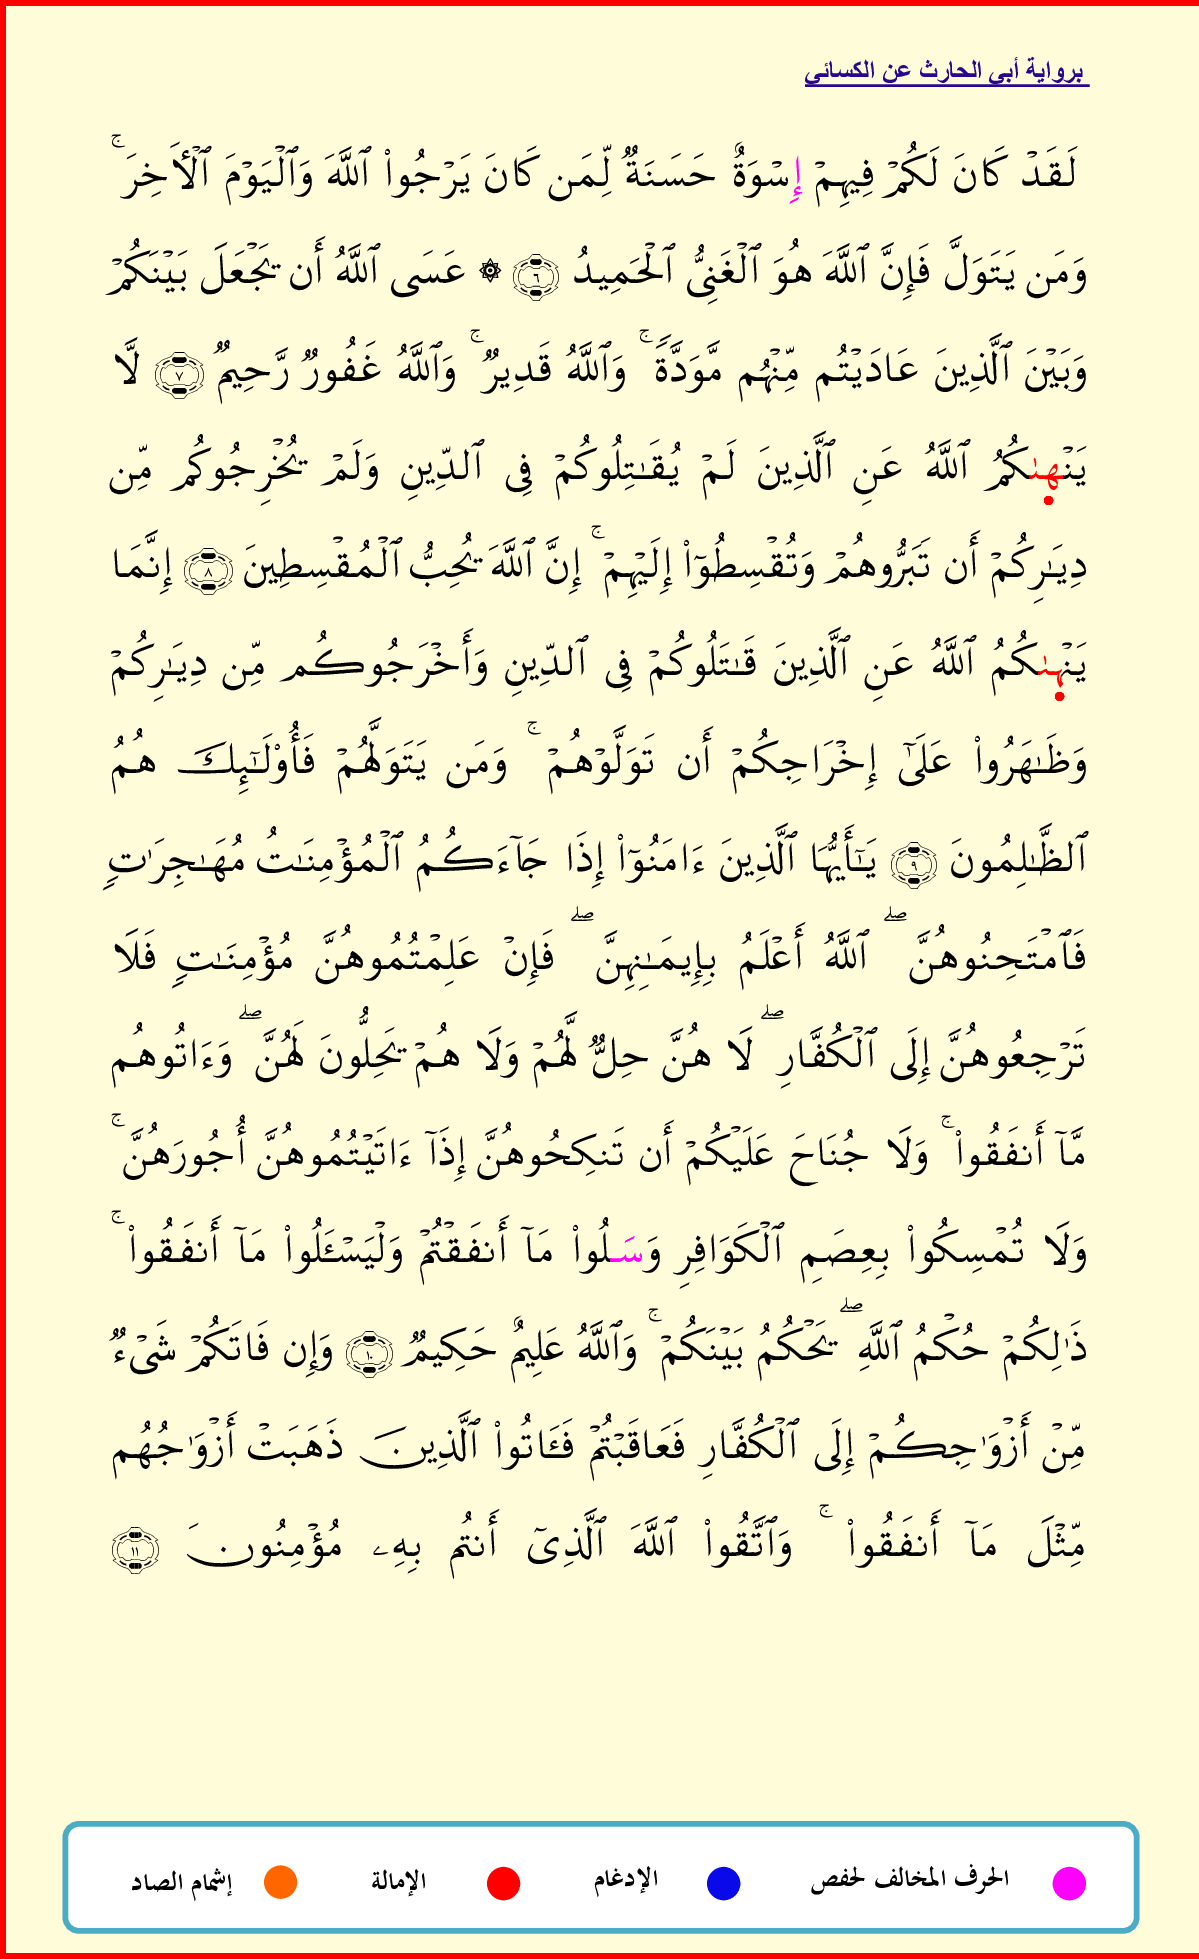 برواية أبي الحارث عن الكسائي
لَقَدۡ كَانَ لَكُمۡ فِيهِمۡ إِسۡوَةٌ حَسَنَةٞ لِّمَن كَانَ يَرۡجُواْ ٱللَّهَ وَٱلۡيَوۡمَ ٱلۡأٓخِرَۚ
وَمَن يَتَوَلَّ فَإِنَّ ٱللَّهَ هُوَ ٱلۡغَنِيُّ ٱلۡحَمِيدُ ٦ ۞ عَسَى ٱللَّهُ أَن يَجۡعَلَ بَيۡنَكُمۡ
وَبَيۡنَ ٱلَّذِينَ عَادَيۡتُم مِّنۡهُم مَّوَدَّةٗۚ وَٱللَّهُ قَدِيرٞۚ وَٱللَّهُ غَفُورٞ رَّحِيمٞ ٧ لَّا
يَنۡهىٰكُمُ ٱللَّهُ عَنِ ٱلَّذِينَ لَمۡ يُقَٰتِلُوكُمۡ فِي ٱلدِّينِ وَلَمۡ يُخۡرِجُوكُم مِّن
دِيَٰرِكُمۡ أَن تَبَرُّوهُمۡ وَتُقۡسِطُوٓاْ إِلَيۡهِمۡۚ إِنَّ ٱللَّهَ يُحِبُّ ٱلۡمُقۡسِطِينَ ٨ إِنَّمَا
يَنۡهىٰكُمُ ٱللَّهُ عَنِ ٱلَّذِينَ قَٰتَلُوكُمۡ فِي ٱلدِّينِ وَأَخۡرَجُوكُم مِّن دِيَٰرِكُمۡ
وَظَٰهَرُواْ عَلَىٰٓ إِخۡرَاجِكُمۡ أَن تَوَلَّوۡهُمۡۚ وَمَن يَتَوَلَّهُمۡ فَأُوْلَٰٓئِكَ هُمُ
ٱلظَّٰلِمُونَ ٩ يَٰٓأَيُّهَا ٱلَّذِينَ ءَامَنُوٓاْ إِذَا جَآءَكُمُ ٱلۡمُؤۡمِنَٰتُ مُهَٰجِرَٰتٖ
فَٱمۡتَحِنُوهُنَّۖ ٱللَّهُ أَعۡلَمُ بِإِيمَٰنِهِنَّۖ فَإِنۡ عَلِمۡتُمُوهُنَّ مُؤۡمِنَٰتٖ فَلَا
تَرۡجِعُوهُنَّ إِلَى ٱلۡكُفَّارِۖ لَا هُنَّ حِلّٞ لَّهُمۡ وَلَا هُمۡ يَحِلُّونَ لَهُنَّۖ وَءَاتُوهُم
مَّآ أَنفَقُواْۚ وَلَا جُنَاحَ عَلَيۡكُمۡ أَن تَنكِحُوهُنَّ إِذَآ ءَاتَيۡتُمُوهُنَّ أُجُورَهُنَّۚ
وَلَا تُمۡسِكُواْ بِعِصَمِ ٱلۡكَوَافِرِ وَسَلُواْ مَآ أَنفَقۡتُمۡ وَلۡيَسۡـَٔلُواْ مَآ أَنفَقُواْۚ
ذَٰلِكُمۡ حُكۡمُ ٱللَّهِۖ يَحۡكُمُ بَيۡنَكُمۡۚ وَٱللَّهُ عَلِيمٌ حَكِيمٞ ١٠ وَإِن فَاتَكُمۡ شَيۡءٞ
مِّنۡ أَزۡوَٰجِكُمۡ إِلَى ٱلۡكُفَّارِ فَعَاقَبۡتُمۡ فَـَٔاتُواْ ٱلَّذِينَ ذَهَبَتۡ أَزۡوَٰجُهُم
مِّثۡلَ مَآ أَنفَقُواْۚ وَٱتَّقُواْ ٱللَّهَ ٱلَّذِيٓ أَنتُم بِهِۦ مُؤۡمِنُونَ ١١
الحرف المخالف لحفص الإدغام الإمالة إشمام الصاد